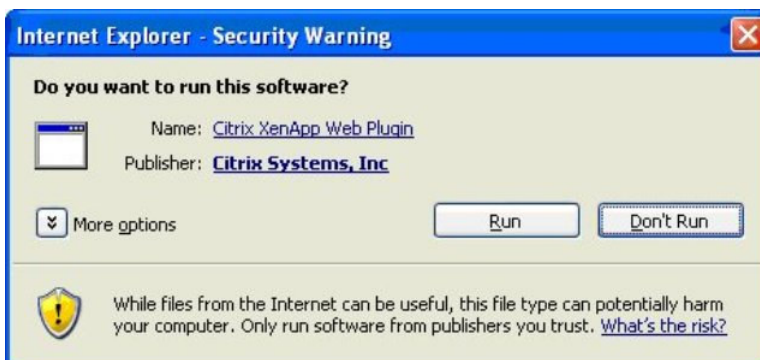 Internet Explorer - Security Warning
Do you want to run this software?
Name: Citrix XenApp Web Plugin
Publisher: Citrix Systems, Inc
More options
Run
Don't Run
While files from the Internet can be useful, this file type can potentially harm
your computer. Only run software from publishers you trust. What's the risk?